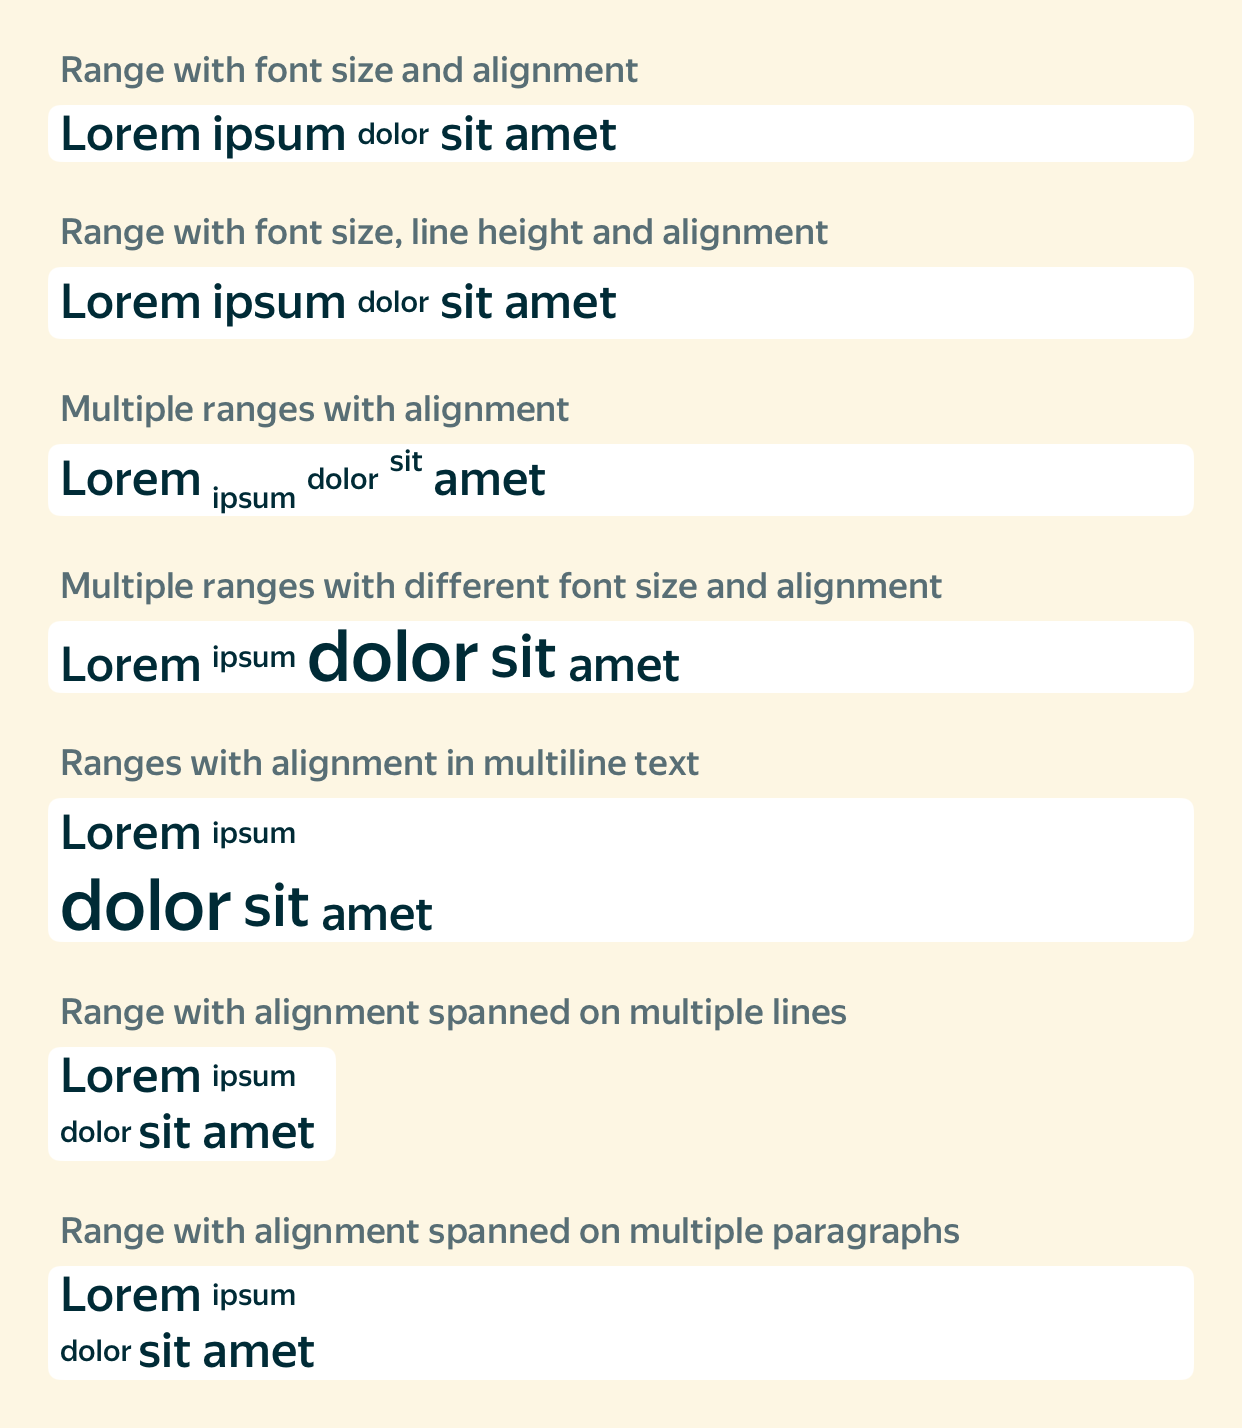 Range with font size and alignment
Lorem ipsum dolor sit amet
Range with font size, line height and alignment
Lorem ipsum dolor sit amet
Multiple ranges with alignment
Lorem ipsum dolor sit amet
Multiple ranges with different font size and alignment
Lorem ipsum dolor sit amet
Ranges with alignment in multiline text
Lorem ipsum
dolor sit amet
Range with alignment spanned on multiple lines
Lorem ipsum
dolor sit amet
Range with alignment spanned on multiple paragraphs
Lorem ipsum
dolor sit amet